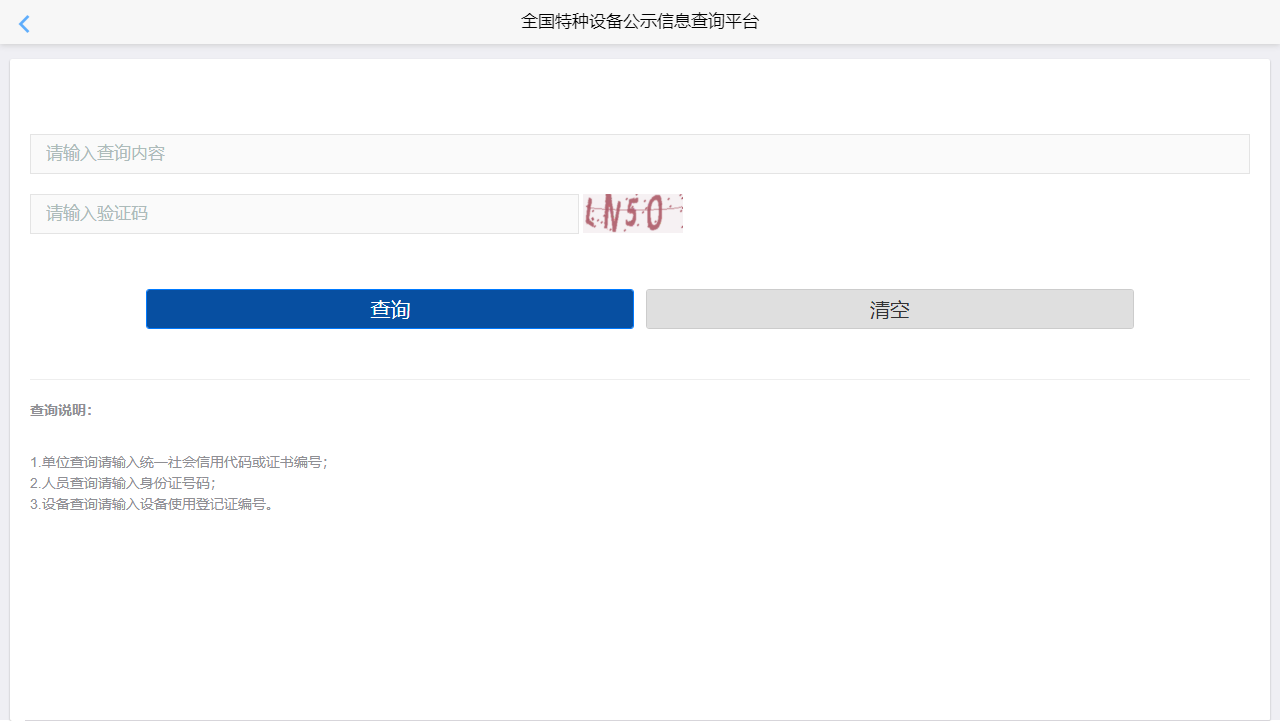 全国特种设备公示信息查询平台
请输入查询内容
请输入验证码
LN50
查询
清空
查询说明：
1.单位查询请输入统一社会信用代码或证书编号；
2.人员查询请输入身份证号码；
3.设备查询请输入设备使用登记证编号。